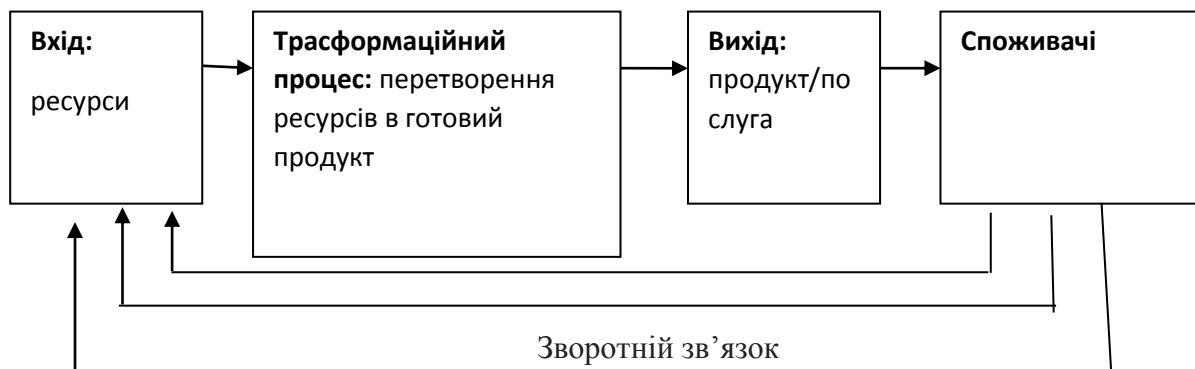 Вхід:
ресурси
Трасформаційний
процес: перетворення
ресурсів в готовий
продукт
Вихід:
продукт/по
слуга
Споживачі
Зворотній зв’язок